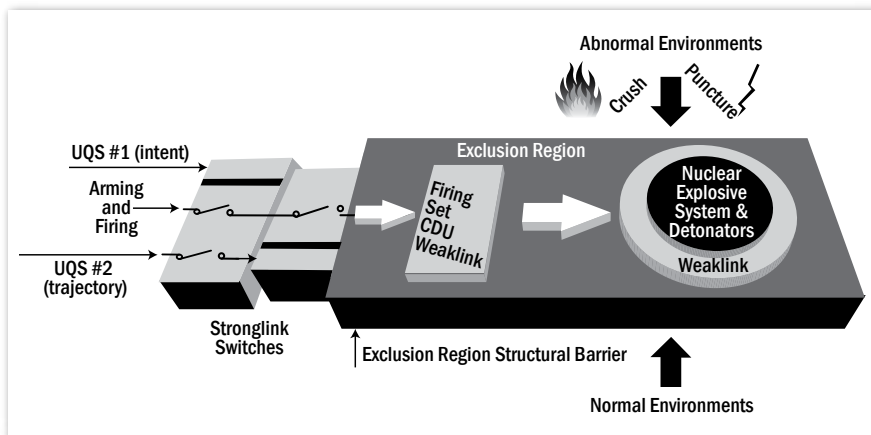 Abnormal Environments
Crush
Puncture
UQS #1 (intent)
Exclusion Region
Arming
and
Firing
Firing
Set
CDU
Weaklink
Nuclear
Explosive
System &
Detonators
Weaklink
UQS #2
(trajectory)
Stronglink
Switches
Exclusion Region Structural Barrier
Normal Environments